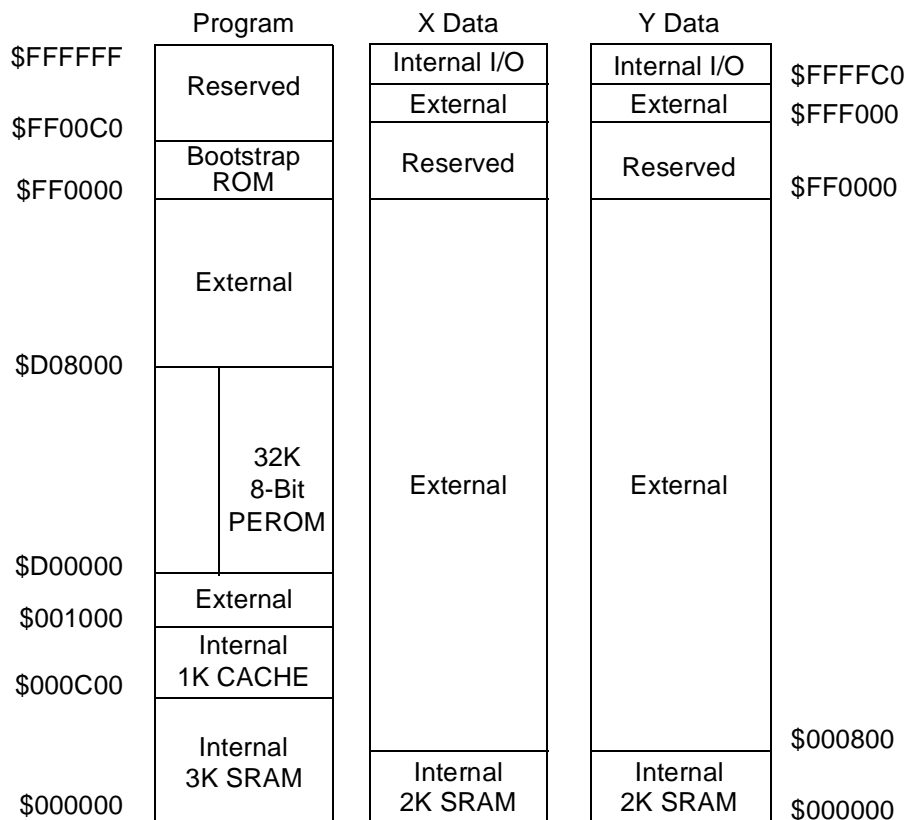 Program
X Data
Y Data
$FFFFFF
Reserved
$FF00C0
Bootstrap
ROM
$FF0000
External
$D08000
32K
8-Bit
PEROM
$D00000
External
$001000
Internal
1K CACHE
$000C00
Internal
3K SRAM
$000000
Internal I/O
External
Reserved
External
Internal
2K SRAM
Internal I/O
External
Reserved
External
Internal
2K SRAM
$FFFFC0
$FFF000
$FF0000
$000800
$000000